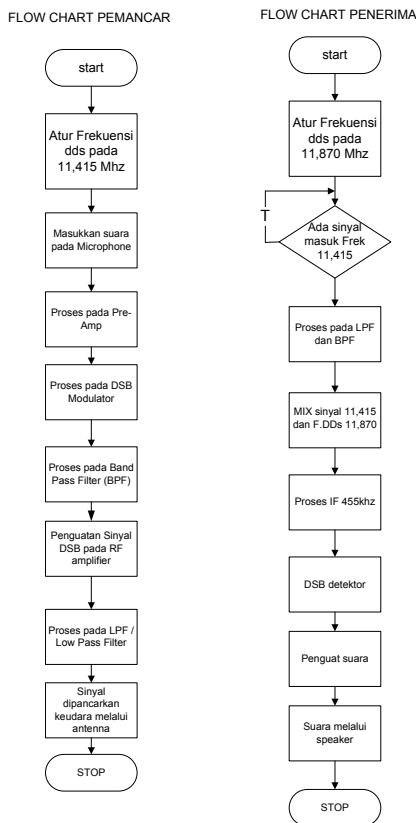 FLOW CHART PEMANCAR
start
Atur Frekuensi
dds pada
11,415 Mhz
Masukkan suara
pada Microphone
Proses pada Pre-
Amp
Proses pada DSB
Modulator
Proses pada Band
Pass Filter (BPF)
Penguatan Sinyal
DSB pada RF
amplifier
Proses pada LPF /
Low Pass Filter
Sinyal
dipancarkan
keudara melalui
antenna
STOP
FLOW CHART PENERIMA
start
Atur Frekuensi
dds pada
11,870 Mhz
T
Ada sinyal
masuk Frek
11,415
Proses pada LPF
dan BPF
MIX sinyal 11,415
dan F.DDs 11,870
Proses IF 455khz
DSB detektor
Penguat suara
Suara melalui
speaker
STOP